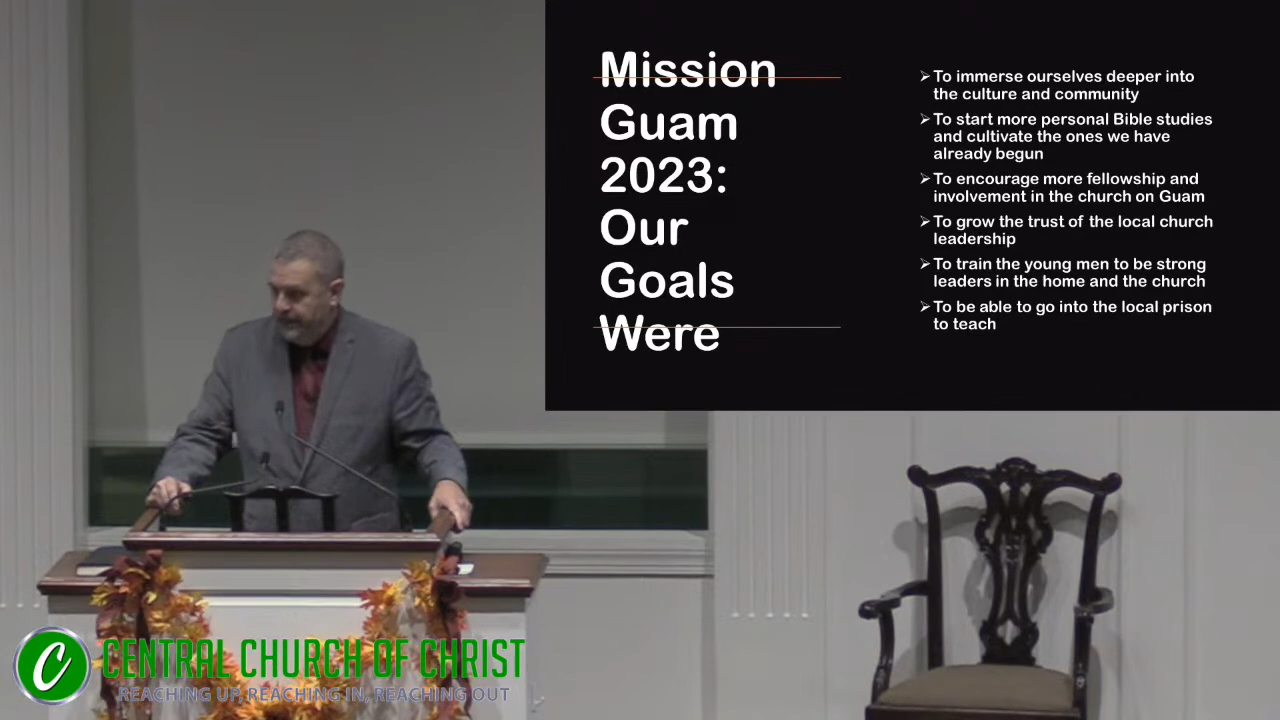 Mission
Guam
2023:
Our
Goals
Were
➢ To immerse ourselves deeper into
the culture and community
➢ To start more personal Bible studies
and cultivate the ones we have
already begun
➢ To encourage more fellowship and
involvement in the church on Guam
➢ To grow the trust of the local church
leadership
➢ To train the young men to be strong
leaders in the home and the church
➢ To be able to go into the local prison
to teach
C
CENTRAL CHURCH OF CHRIST
REACHING UP, REACHING IN, REACHING OUT